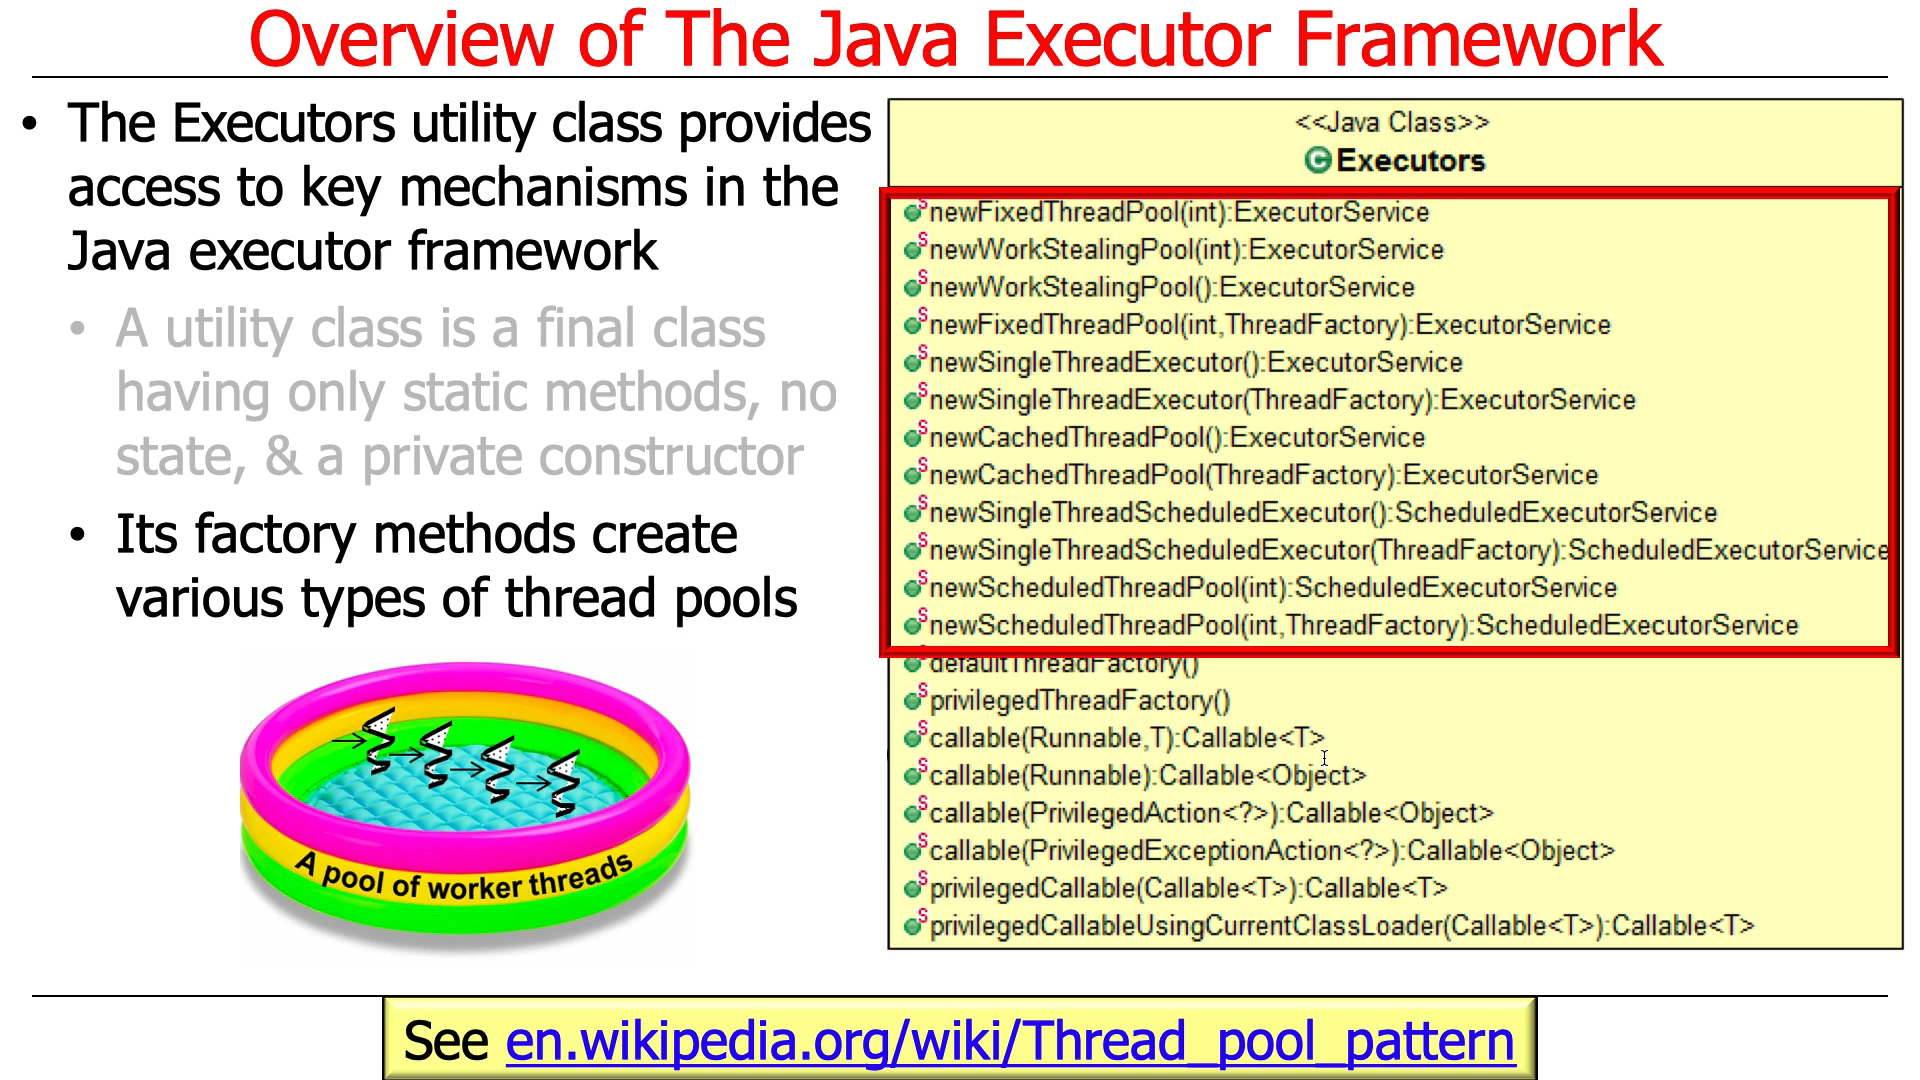 Overview of The Java Executor Framework
• The Executors utility class provides
access to key mechanisms in the
Java executor framework
• A utility class is a final class
having only static methods, no
state, & a private constructor
• Its factory methods create
various types of thread pools
A pool of worker threads
<<Java Class>>
C Executors
S newFixedThreadPool(int):ExecutorService
S newWorkStealingPool(int):ExecutorService
S newWorkStealingPool():ExecutorService
S newFixedThreadPool(int,ThreadFactory):ExecutorService
S newSingleThreadExecutor():ExecutorService
S newSingleThreadExecutor(ThreadFactory):ExecutorService
S newCachedThreadPool():ExecutorService
S newCachedThreadPool(ThreadFactory):ExecutorService
S newSingleThreadScheduledExecutor():ScheduledExecutorService
S newSingleThreadScheduledExecutor(ThreadFactory):ScheduledExecutorService
S newScheduledThreadPool(int):ScheduledExecutorService
S newScheduledThreadPool(int,ThreadFactory):ScheduledExecutorService
defaultThreadFactory()
S privilegedThreadFactory()
S callable(Runnable,T):Callable<T>
S callable(Runnable):Callable<Object>
S callable(PrivilegedAction<?>):Callable<Object>
S callable(PrivilegedExceptionAction<?>):Callable<Object>
S privilegedCallable(Callable<T>):Callable<T>
S privilegedCallableUsingCurrentClassLoader(Callable<T>):Callable<T>
See en.wikipedia.org/wiki/Thread_pool_pattern